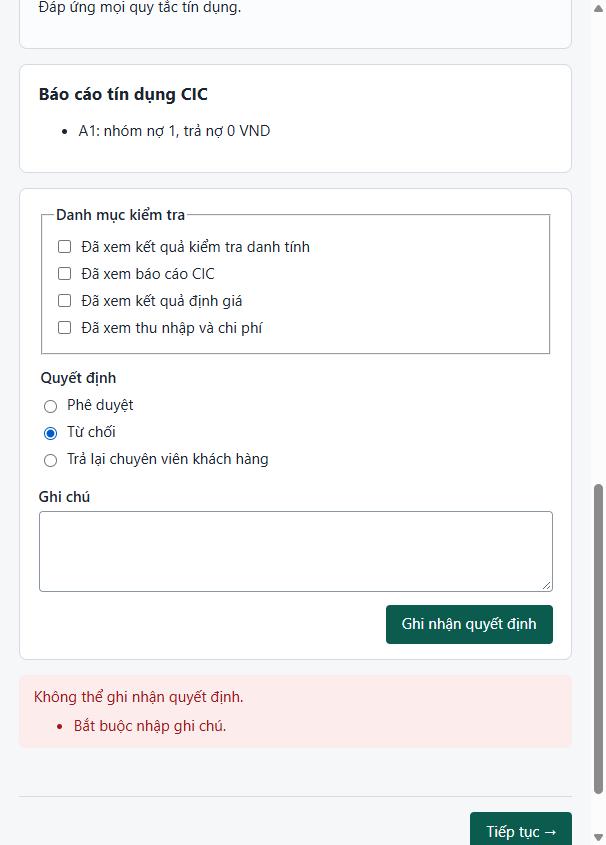 Đáp ứng mọi quy tắc tín dụng.
Báo cáo tín dụng CIC
A1: nhóm nợ 1, trả nợ 0 VND
Danh mục kiểm tra
Đã xem kết quả kiểm tra danh tính
Đã xem báo cáo CIC
Đã xem kết quả định giá
Đã xem thu nhập và chi phí
Quyết định
Phê duyệt
Từ chối
Trả lại chuyên viên khách hàng
Ghi chú
Ghi nhận quyết định
Không thể ghi nhận quyết định.
Bắt buộc nhập ghi chú.
Tiếp tục →